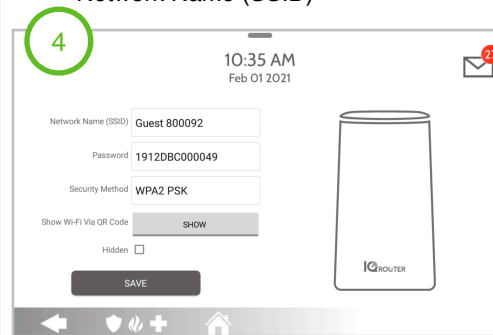 Network Name (SSID)
4
10:35 AM
Feb 01 2021
Network Name (SSID) Guest 800092
Password 1912DBC000049
Security Method WPA2 PSK
Show Wi-Fi Via QR Code SHOW
Hidden
SAVE
IQ ROUTER